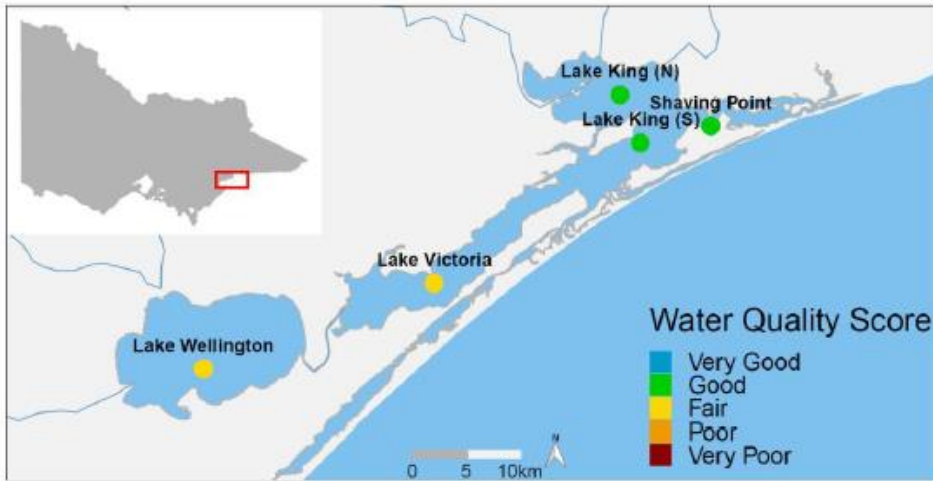 Lake King (N)
Shaving Point
Lake King (S)
Lake Victoria
Lake Wellington
Water Quality Score
Very Good
Good
Fair
Poor
Very Poor
N
0 5 10km